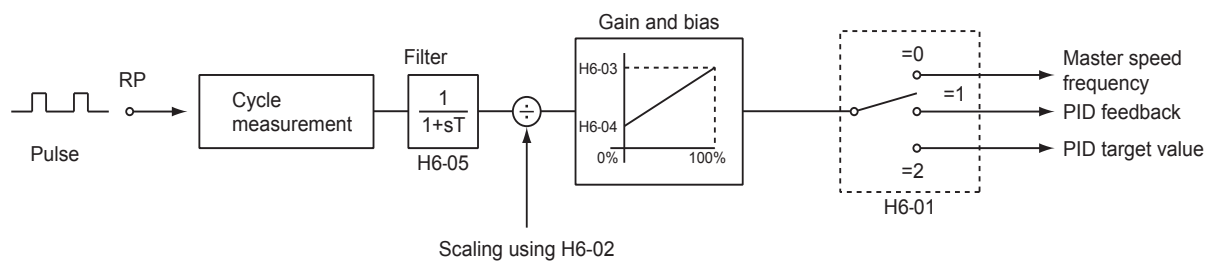 Pulse
RP
Cycle
measurement
Filter
1
1+sT
H6-05
÷
Scaling using H6-02
Gain and bias
H6-03
H6-04
0%
100%
=0
=1
=2
H6-01
Master speed
frequency
PID feedback
PID target value